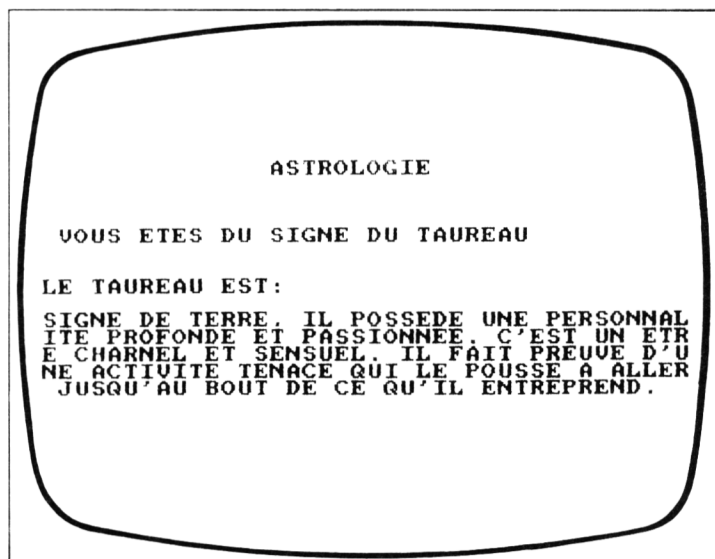 ASTROLOGIE
VOUS ETES DU SIGNE DU TAUREAU
LE TAUREAU EST:
SIGNE DE TERRE. IL POSSEDE UNE PERSONNAL
ITE PROFONDE ET PASSIONNEE. C'EST UN ETR
E CHARNEL ET SENSUEL. IL FAIT PREUVE D'U
NE ACTIVITE TENACE QUI LE POUSSE A ALLER
JUSQU'AU BOUT DE CE QU'IL ENTREPREND.